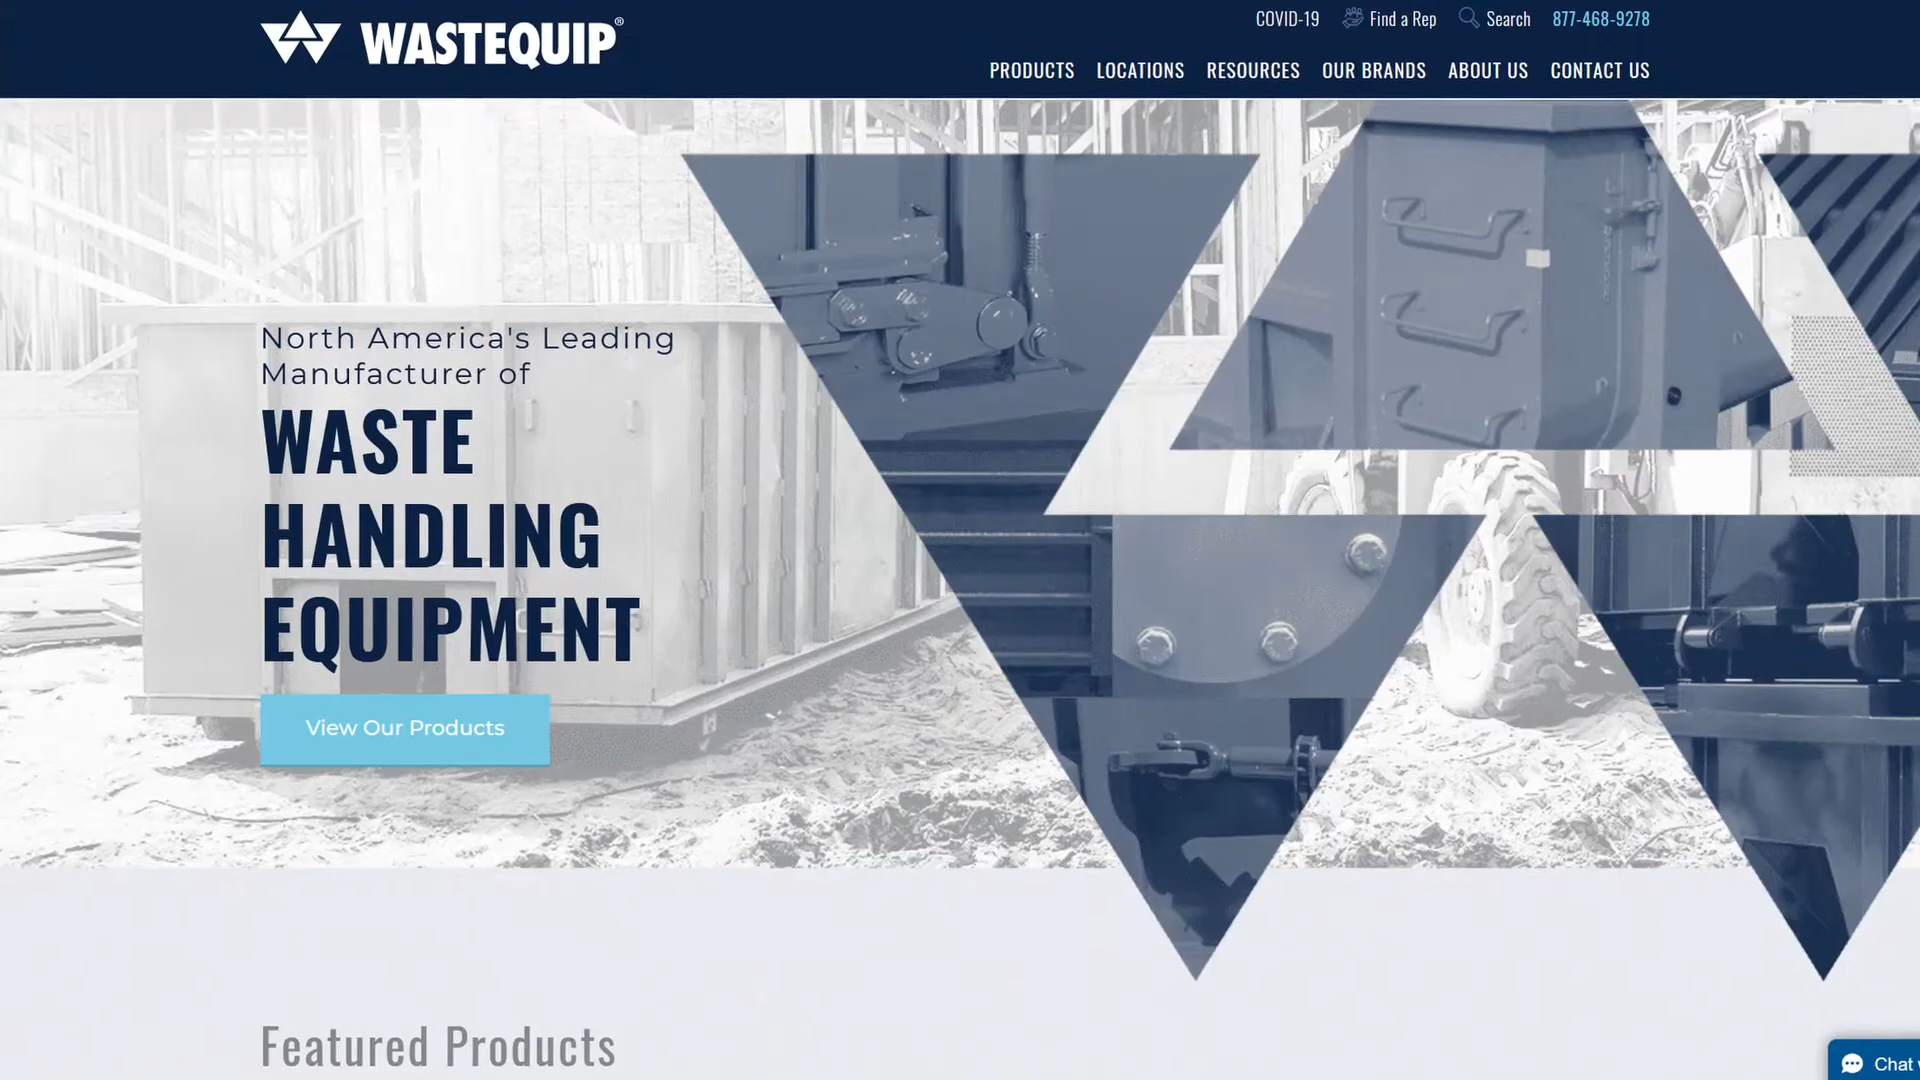 WASTEQUIP®
COVID-19 Find a Rep Search 877-468-9278
PRODUCTS LOCATIONS RESOURCES OUR BRANDS ABOUT US CONTACT US
North America's Leading
Manufacturer of
WASTE
HANDLING
EQUIPMENT
View Our Products
Featured Products
Chat